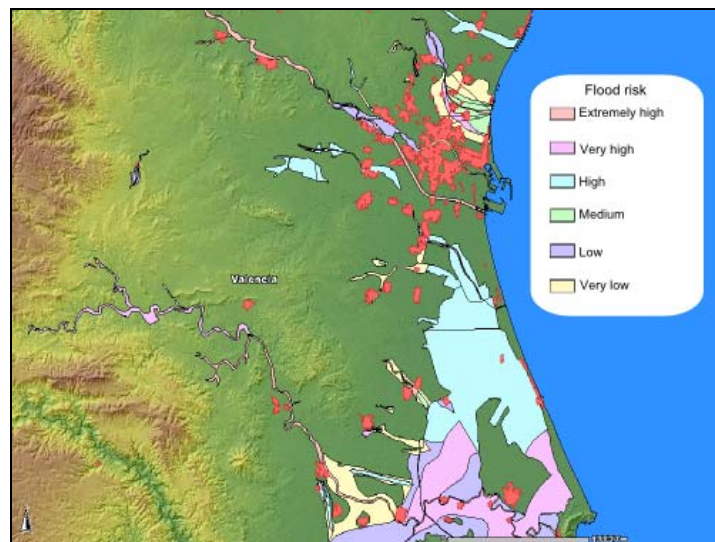 Flood risk
Extremely high
Very high
High
Medium
Low
Very low
Valencia